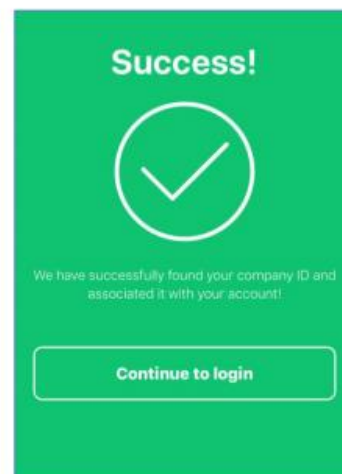 Success!
We have successfully found your company ID and
associated it with your account!
Continue to login